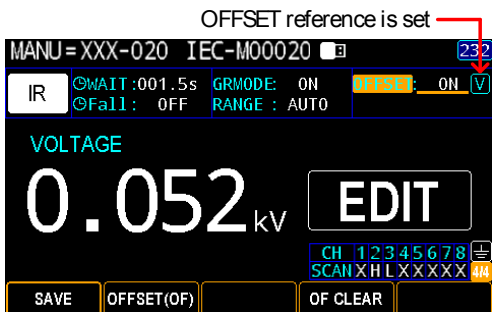 OFFSET reference is set
MANU=XXX-020 IEC-M00020 232
IR WAIT:001.5s GRMODE: ON OFFSET: ON V
Fall: OFF RANGE : AUTO
VOLTAGE
0.052 kV EDIT
CH 1 2 3 4 5 6 7 8
SCAN X H L X X X X X 4/4
SAVE OFFSET(OF) OF CLEAR